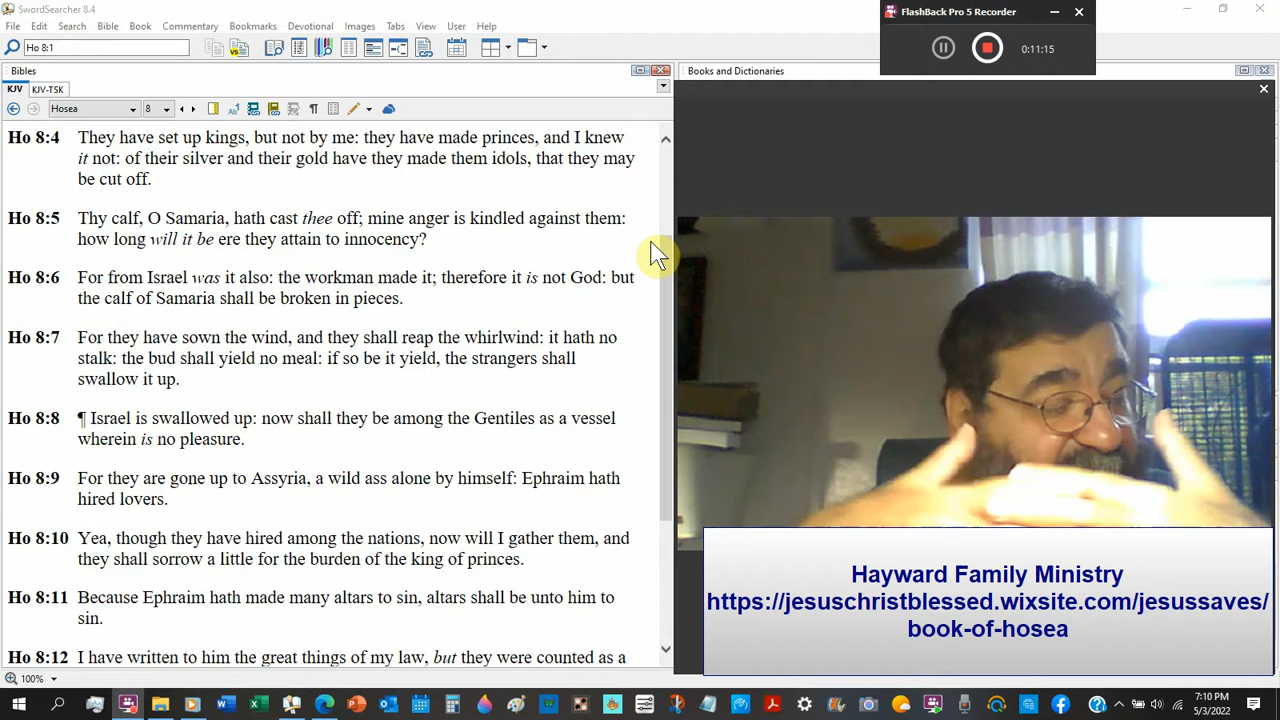 SwordSearcher 8.4
File Edit Search Bible Book Commentary Bookmarks Devotional Images Tabs View User Help
Ho 8:1
FlashBack Pro 5 Recorder
0:11:15
Bibles
Books and Dictionaries
KJV KJV-TSK
Hosea 8
Ho 8:4 They have set up kings, but not by me: they have made princes, and I knew
it not: of their silver and their gold have they made them idols, that they may
be cut off.
Ho 8:5 Thy calf, O Samaria, hath cast thee off; mine anger is kindled against them:
how long will it be ere they attain to innocency?
Ho 8:6 For from Israel was it also: the workman made it; therefore it is not God: but
the calf of Samaria shall be broken in pieces.
Ho 8:7 For they have sown the wind, and they shall reap the whirlwind: it hath no
stalk: the bud shall yield no meal: if so be it yield, the strangers shall
swallow it up.
Ho 8:8 ¶ Israel is swallowed up: now shall they be among the Gentiles as a vessel
wherein is no pleasure.
Ho 8:9 For they are gone up to Assyria, a wild ass alone by himself: Ephraim hath
hired lovers.
Ho 8:10 Yea, though they have hired among the nations, now will I gather them, and
they shall sorrow a little for the burden of the king of princes.
Ho 8:11 Because Ephraim hath made many altars to sin, altars shall be unto him to
sin.
Ho 8:12 I have written to him the great things of my law, but they were counted as a
Hayward Family Ministry
https://jesuschristblessed.wixsite.com/jesussaves/
book-of-hosea
100%
7:10 PM
5/3/2022